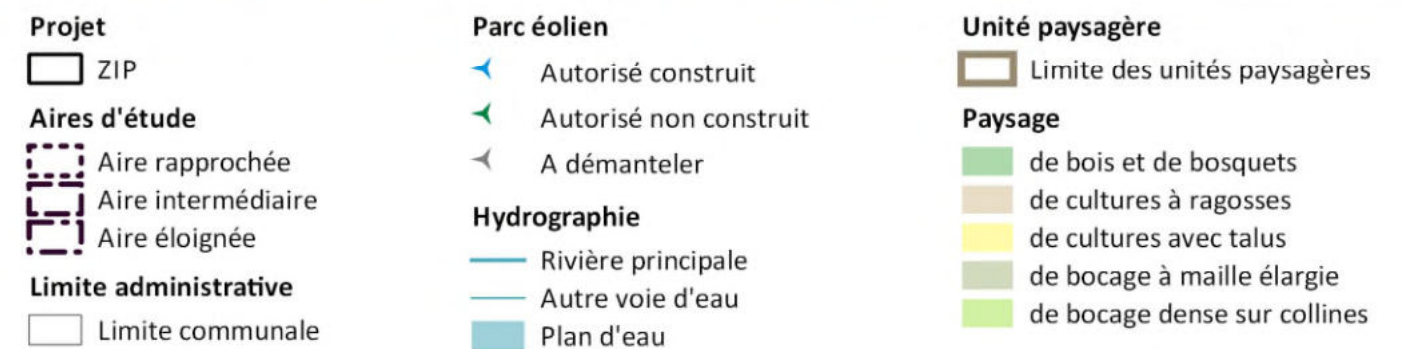 Projet
ZIP
Aires d'étude
Aire rapprochée
Aire intermédiaire
Aire éloignée
Limite administrative
Limite communale
Parc éolien
Autorisé construit
Autorisé non construit
A démanteler
Hydrographie
Rivière principale
Autre voie d'eau
Plan d'eau
Unité paysagère
Limite des unités paysagères
Paysage
de bois et de bosquets
de cultures à ragosses
de cultures avec talus
de bocage à maille élargie
de bocage dense sur collines